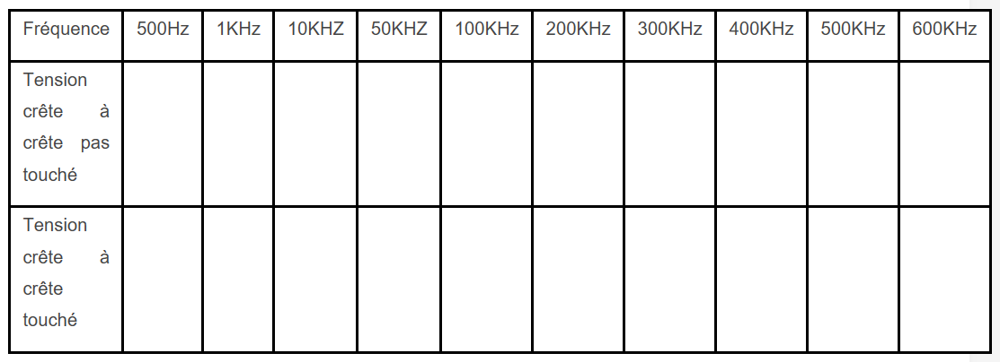 Fréquence 500Hz 1KHz 10KHZ 50KHZ 100KHz 200KHz 300KHz 400KHz 500KHz 600KHz
Tension
crête à
crête pas
touché
Tension
crête à
crête
touché